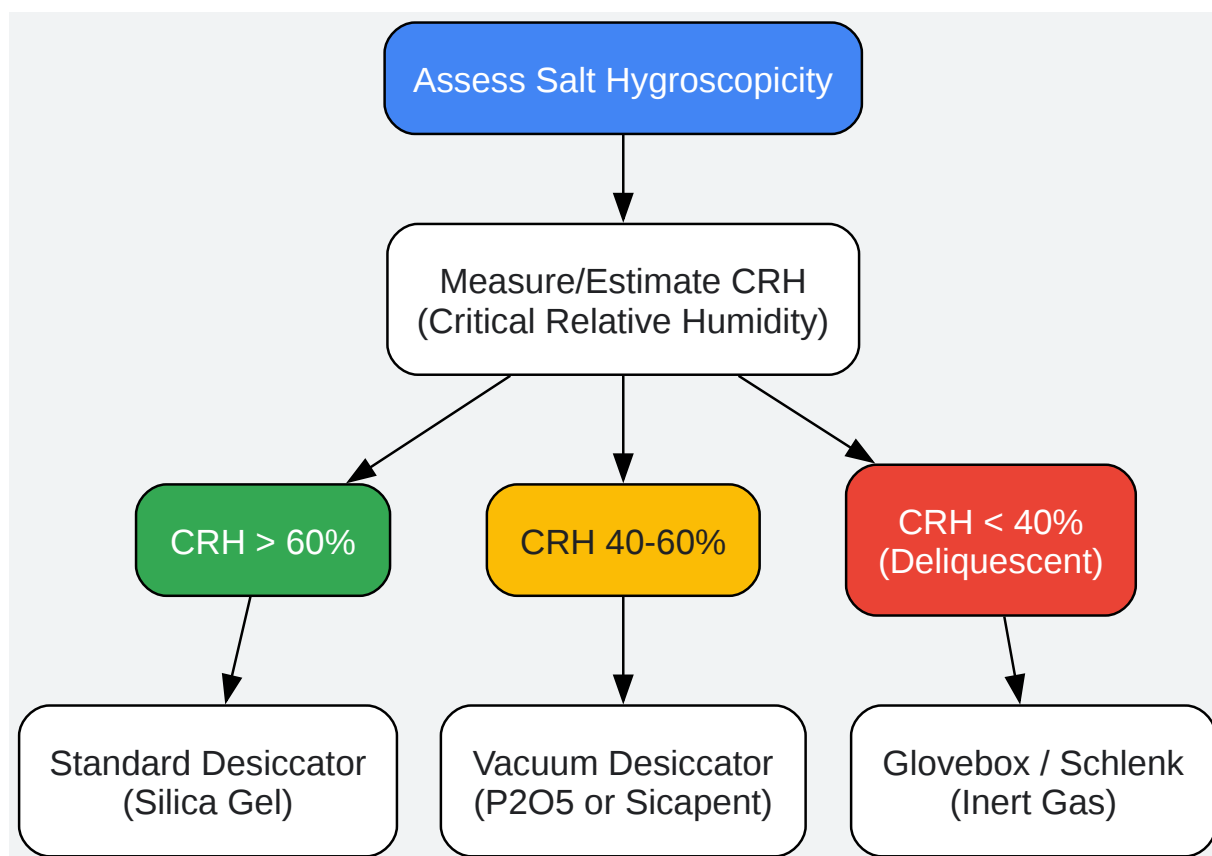 Assess Salt Hygroscopicity
Measure/Estimate CRH
(Critical Relative Humidity)
CRH > 60%
CRH 40-60%
CRH < 40%
(Deliquescent)
Standard Desiccator
(Silica Gel)
Vacuum Desiccator
(P2O5 or Sicapent)
Glovebox / Schlenk
(Inert Gas)